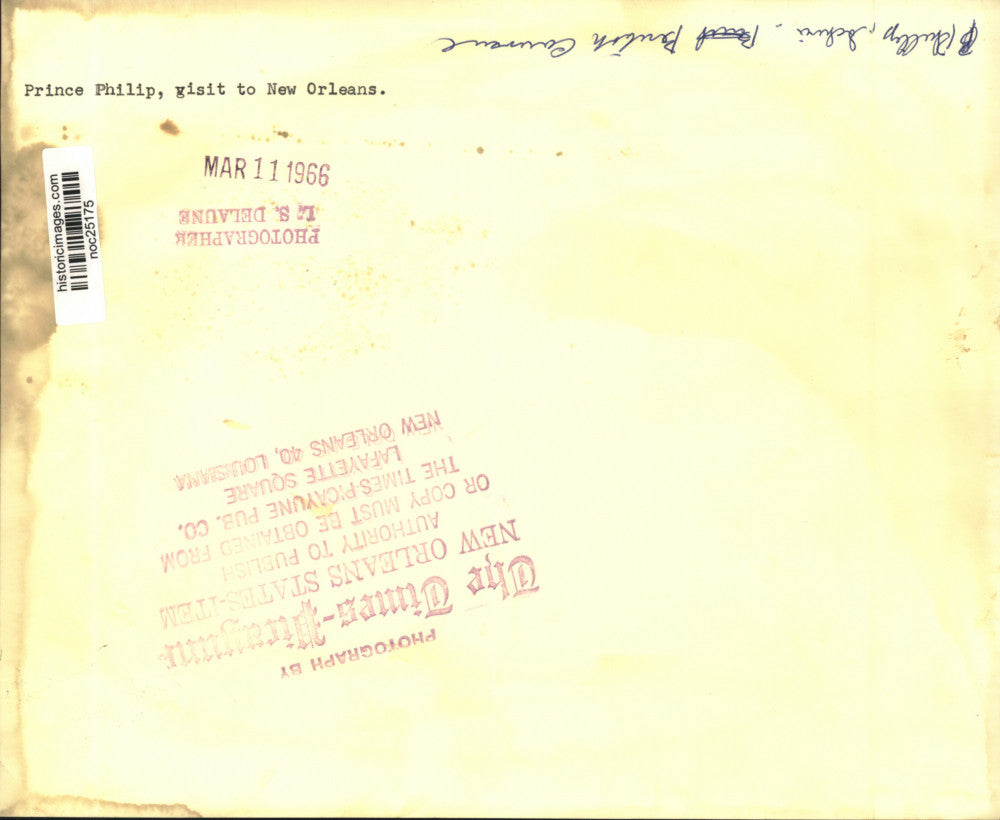 Prince Philip, visit to New Orleans.
MAR 11 1966
PHOTOGRAPHER
L. S. DELAUNE
historicimages.com
noc25175
PHOTOGRAPH BY
The Times-Picayune
NEW ORLEANS STATES-ITEM
AUTHORITY TO PUBLISH
OR COPY MUST BE OBTAINED FROM
THE TIMES-PICAYUNE PUB. CO.
LAFAYETTE SQUARE
NEW ORLEANS 40, LOUISIANA